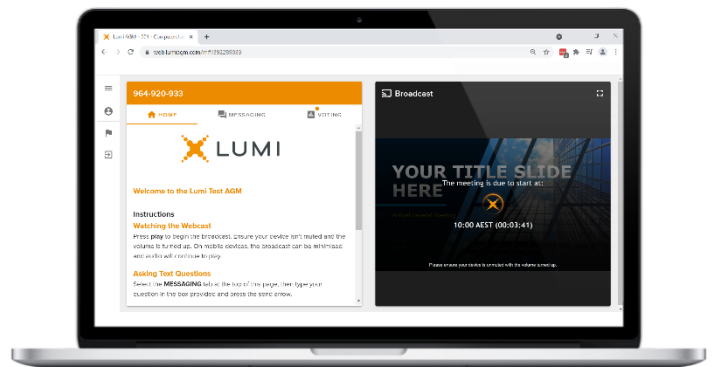 964-920-933
HOME
MESSAGING
VOTING
LUMI
Welcome to the Lumi Test AGM
Instructions
Watching the Webcast
Press play to begin the broadcast. Ensure your device isn't muted and the
volume is turned up. On mobile devices, the broadcast can be minimised
and audio will continue to play.
Asking Text Questions
Select the MESSAGING tab at the top of this page, then type your
question in the box provided and press the send arrow.
Broadcast
YOUR TITLE SLIDE
HERE
The meeting is due to start at:
10:00 AEST (00:03:41)
Please ensure your device is unmuted with the volume turned up.